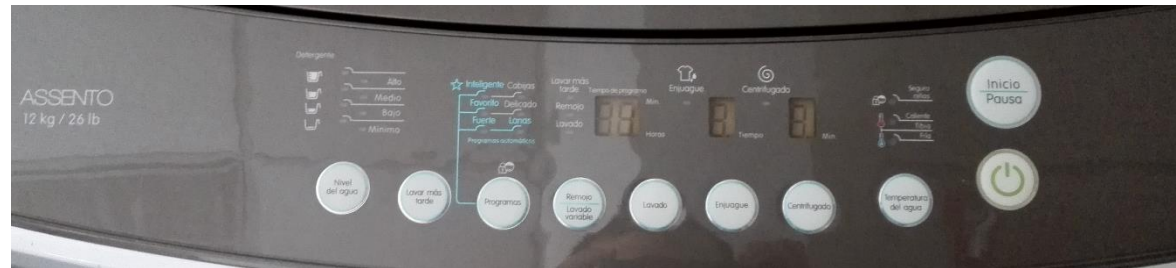 ASSENTO
12 kg / 26 lb
Detergente
Alto
Medio
Bajo
Mínimo
Inteligente Cobijas
Favorito Delicada
Fuerte Lanas
Programas automáticos
Lavar más
tarde
Remojo
Lavado
Tiempo de programa
Min.
Horas
Enjuague
Tiempo
Centrifugado
Min.
Seguro
niños
Caliente
Tibia
Fría
Inicio
Pausa
Nivel
del agua
Lavar más
tarde
Programas
Remojo
Lavado
variable
Lavado
Enjuague
Centrifugado
Temperatura
del agua